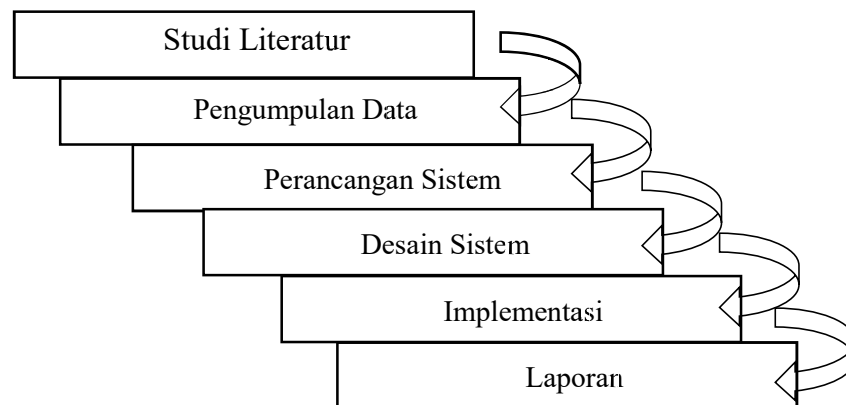 Studi Literatur
Pengumpulan Data
Perancangan Sistem
Desain Sistem
Implementasi
Laporan